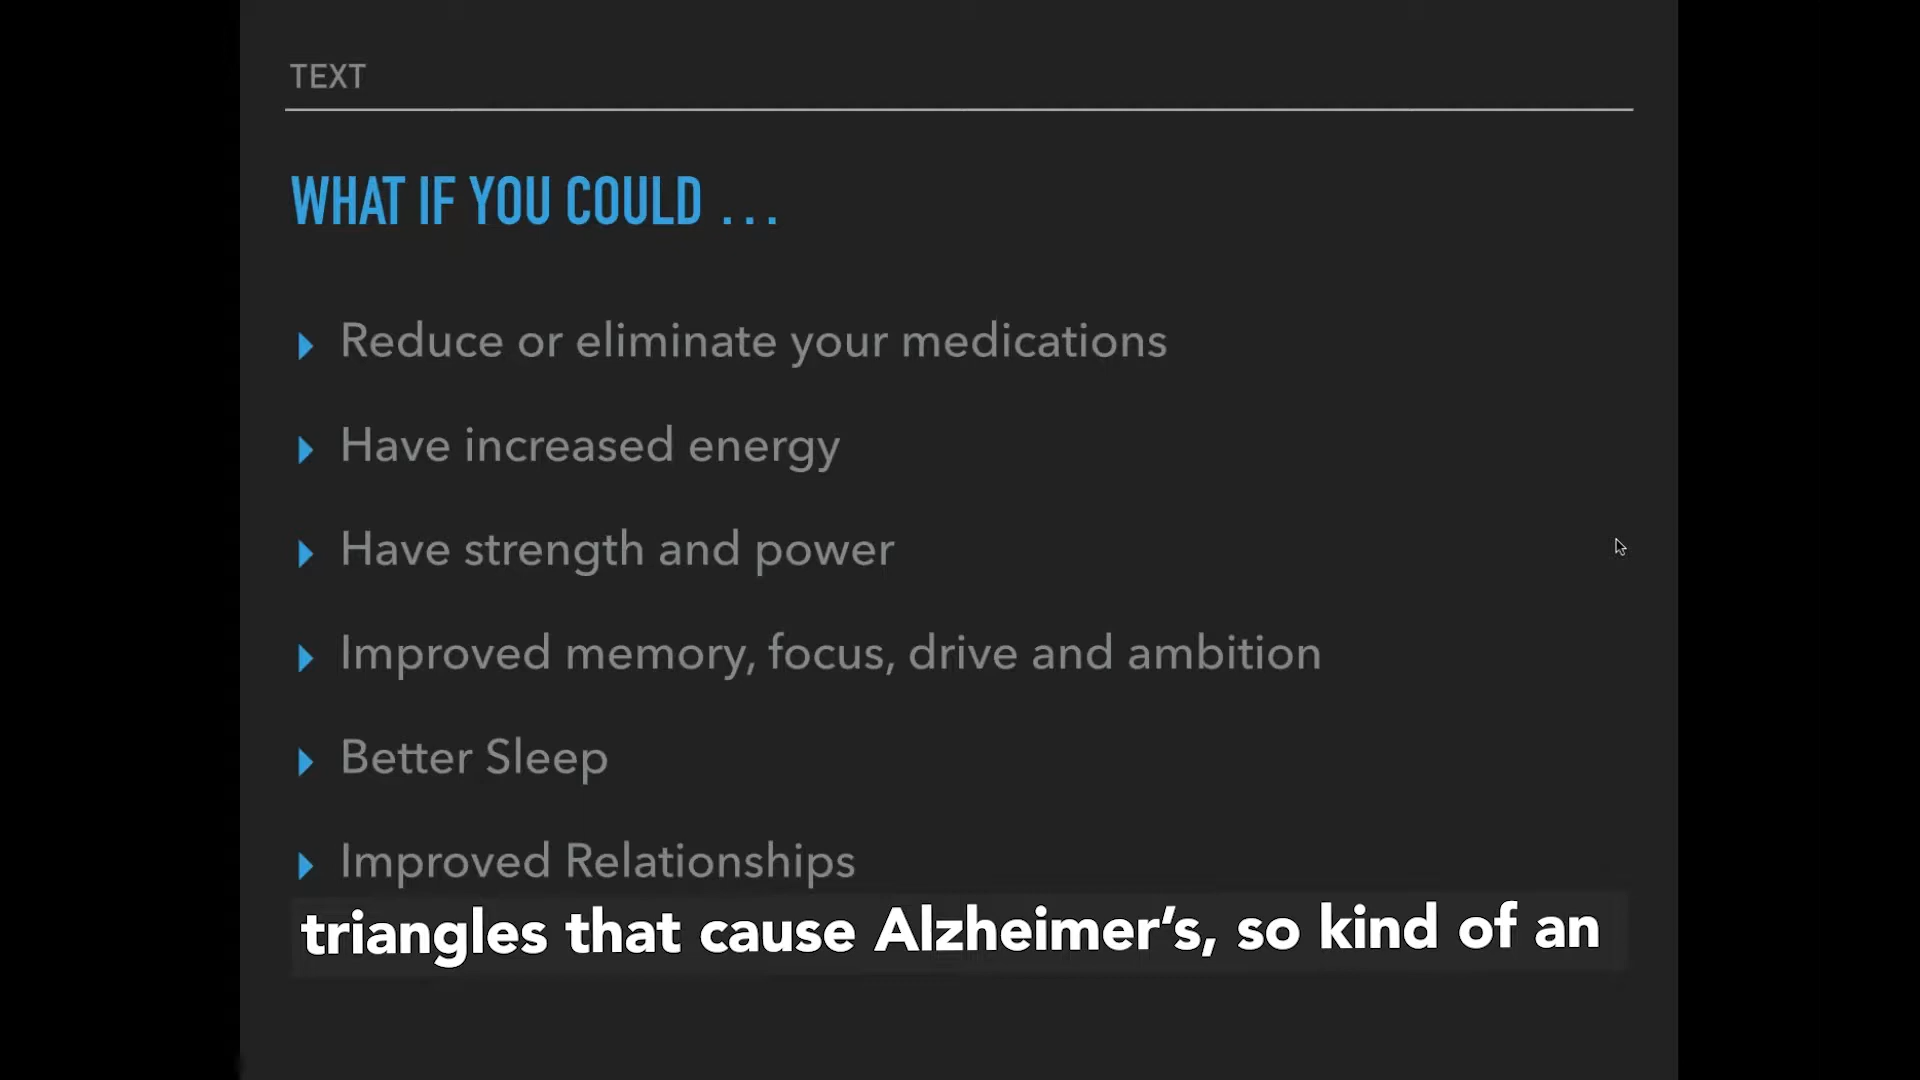 TEXT
WHAT IF YOU COULD ...
Reduce or eliminate your medications
Have increased energy
Have strength and power
Improved memory, focus, drive and ambition
Better Sleep
Improved Relationships
triangles that cause Alzheimer’s, so kind of an